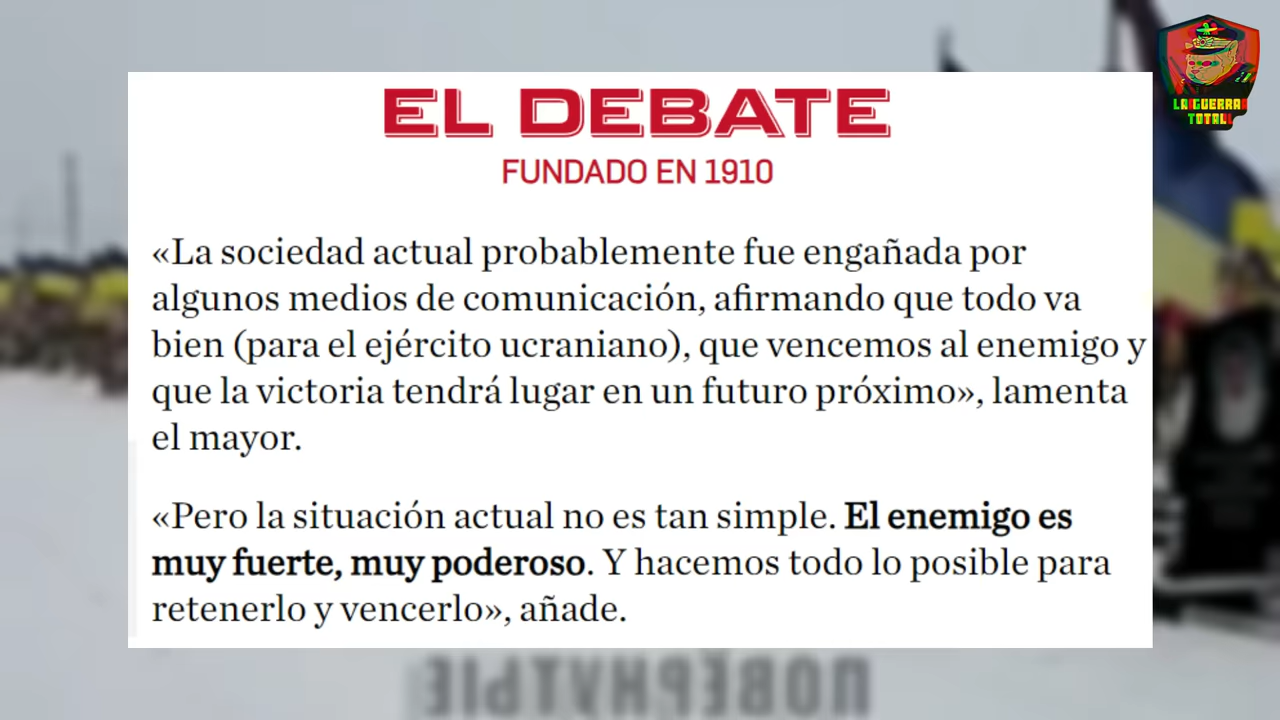 LA GUERRA
TOTAL
EL DEBATE
FUNDADO EN 1910
«La sociedad actual probablemente fue engañada por
algunos medios de comunicación, afirmando que todo va
bien (para el ejército ucraniano), que vencemos al enemigo y
que la victoria tendrá lugar en un futuro próximo», lamenta
el mayor.
«Pero la situación actual no es tan simple. El enemigo es
muy fuerte, muy poderoso. Y hacemos todo lo posible para
retenerlo y vencerlo», añade.